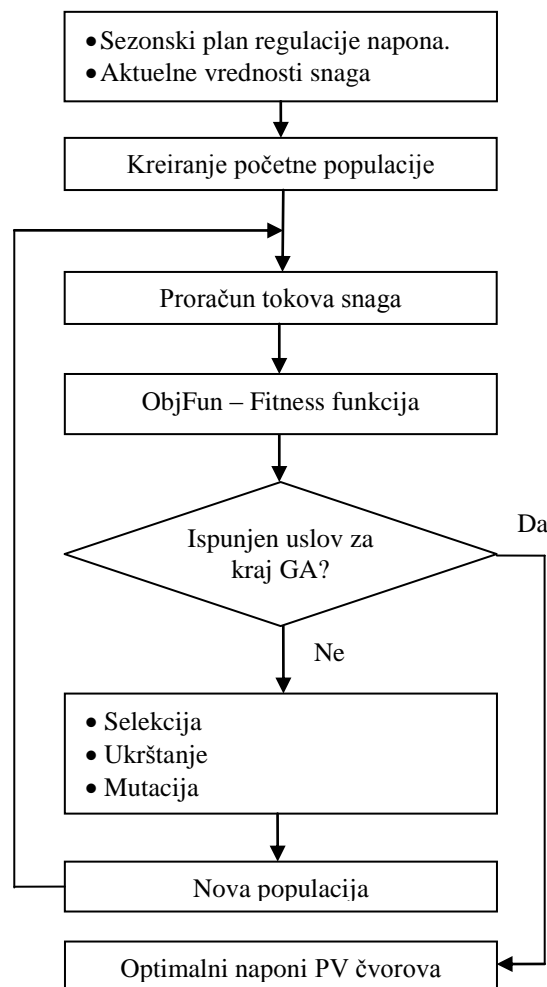 •Sezonski plan regulacije napona.
•Aktuelne vrednosti snaga
Kreiranje početne populacije
Proračun tokova snaga
ObjFun – Fitness funkcija
Ispunjen uslov za
kraj GA?
Da
Ne
• Selekcija
• Ukrštanje
• Mutacija
Nova populacija
Optimalni naponi PV čvorova